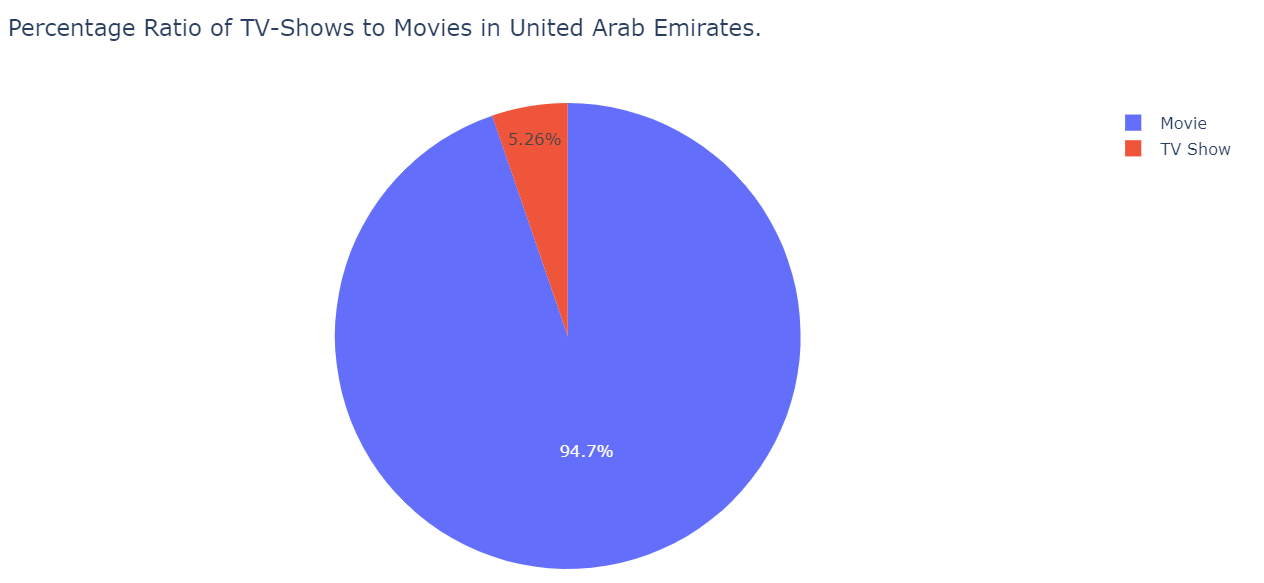 Percentage Ratio of TV-Shows to Movies in United Arab Emirates.
Movie
TV Show
5.26%
94.7%